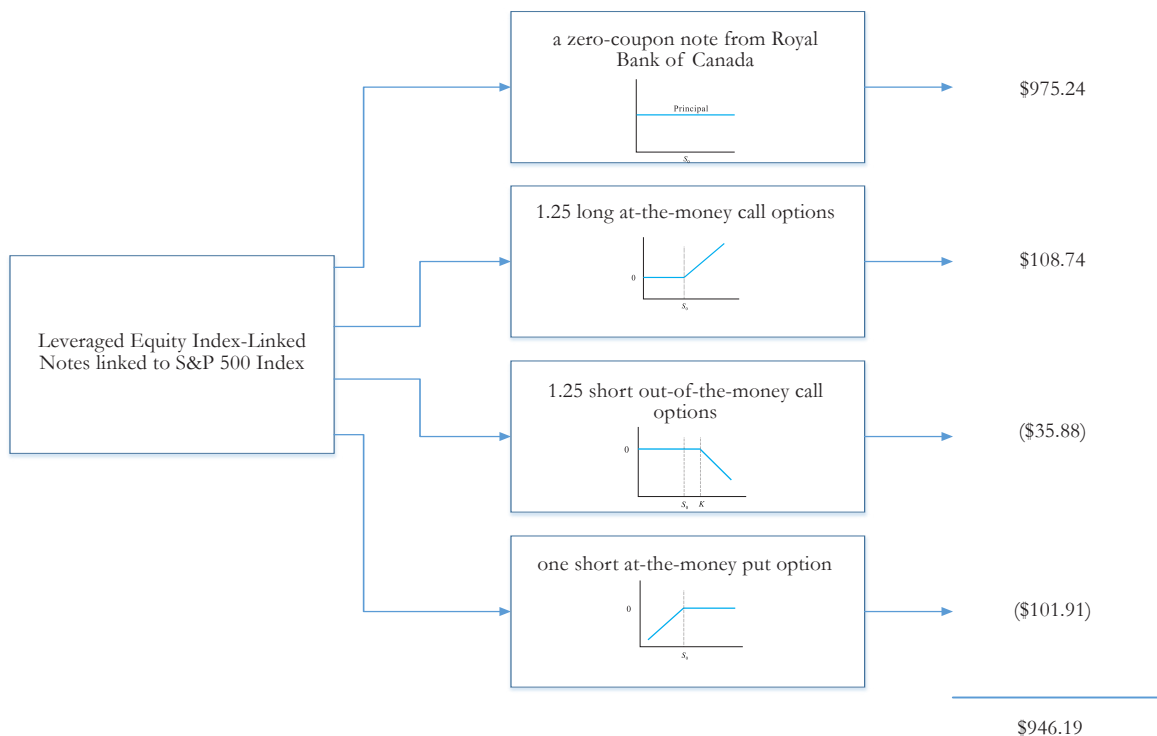 a zero-coupon note from Royal
Bank of Canada
Principal
S₀
$975.24
1.25 long at-the-money call options
0
S₀
$108.74
Leveraged Equity Index-Linked
Notes linked to S&P 500 Index
1.25 short out-of-the-money call
options
0
S₀ K
($35.88)
one short at-the-money put option
0
S₀
($101.91)
$946.19